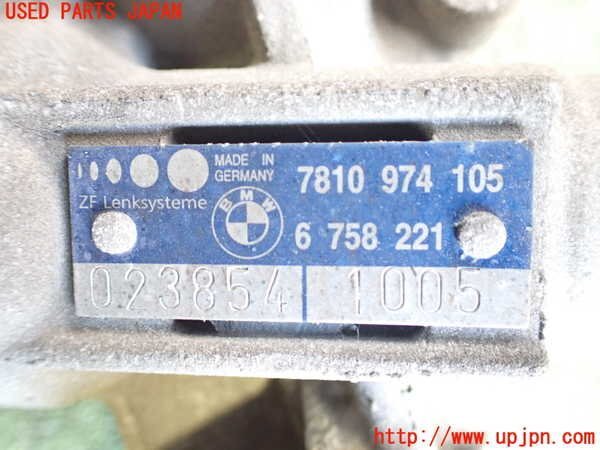 USED PARTS JAPAN
MADE IN
GERMANY
7810 974 105
ZF Lenksysteme
BMW
6 758 221
023854 1005
http://www.upjpn.com/